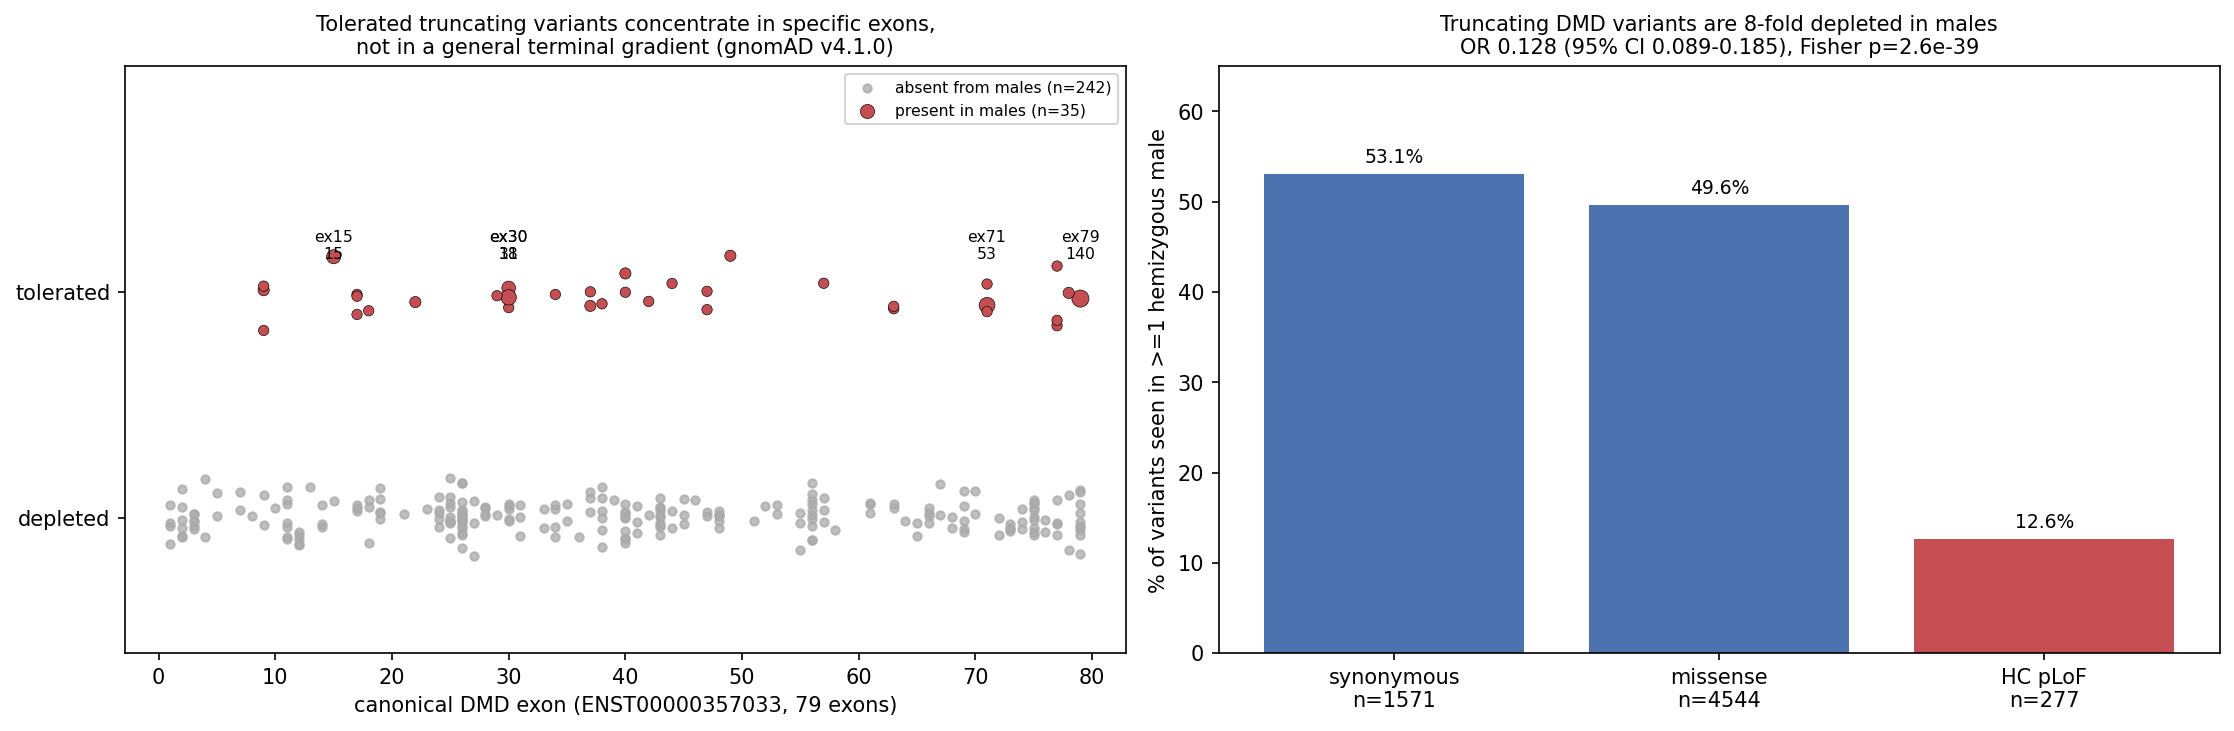 Tolerated truncating variants concentrate in specific exons,
not in a general terminal gradient (gnomAD v4.1.0)
absent from males (n=242)
present in males (n=35)
ex15
ex30
ex71
53
ex79
140
tolerated
depleted
0 10 20 30 40 50 60 70 80
canonical DMD exon (ENST00000357033, 79 exons)
Truncating DMD variants are 8-fold depleted in males
OR 0.128 (95% CI 0.089-0.185), Fisher p=2.6e-39
% of variants seen in >=1 hemizygous male
60
50
40
30
20
10
0
53.1%
49.6%
12.6%
synonymous
n=1571
missense
n=4544
HC pLoF
n=277